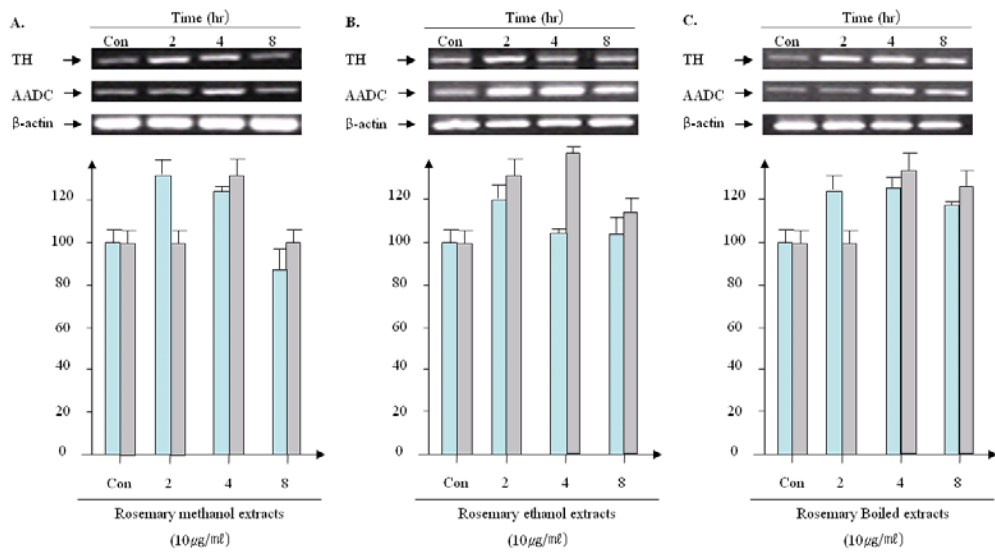 A.
Time (hr)
Con 2 4 8
TH
AADC
β-actin
120
100
80
60
40
20
0
Con 2 4 8
Rosemary methanol extracts
(10㎍/㎖)
B.
Time (hr)
Con 2 4 8
TH
AADC
β-actin
120
100
80
60
40
20
0
Con 2 4 8
Rosemary ethanol extracts
(10㎍/㎖)
C.
Time (hr)
Con 2 4 8
TH
AADC
β-actin
120
100
80
60
40
20
0
Con 2 4 8
Rosemary Boiled extracts
(10㎍/㎖)